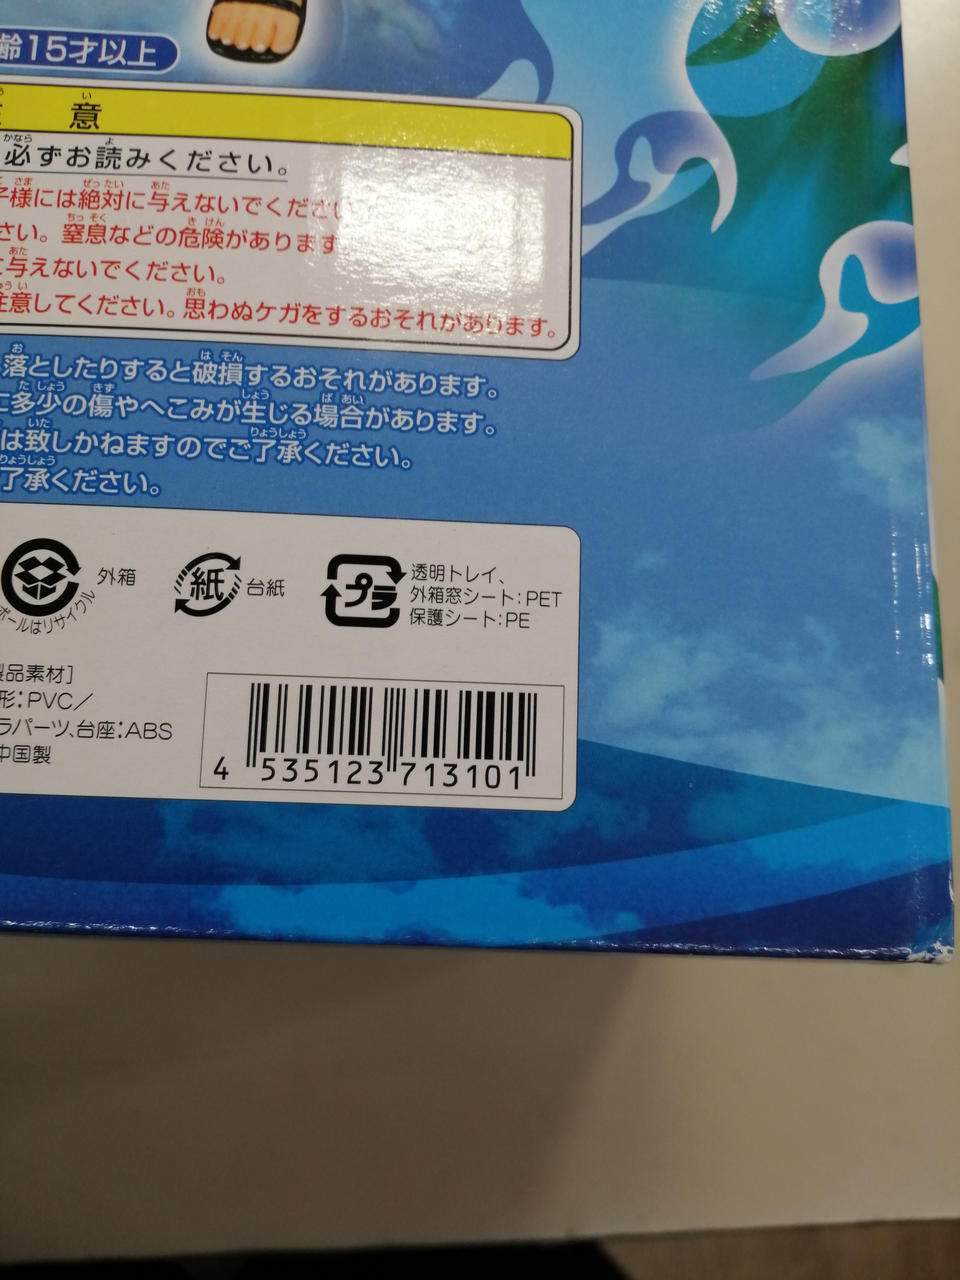 齢15才以上
意
必ずお読みください。
様には絶対に与えないでください
さい。窒息などの危険があります。
与えないでください。
注意してください。思わぬケガをするおそれがあります。
落としたりすると破損するおそれがあります。
に多少の傷やへこみが生じる場合があります。
は致しかねますのでご了承ください。
了承ください。
外箱
ボールはリサイクル
紙
台紙
プラ
透明トレイ、
外箱窓シート:PET
保護シート:PE
製品素材]
形:PVC/
ラパーツ、台座:ABS
中国製
4 535123 713101